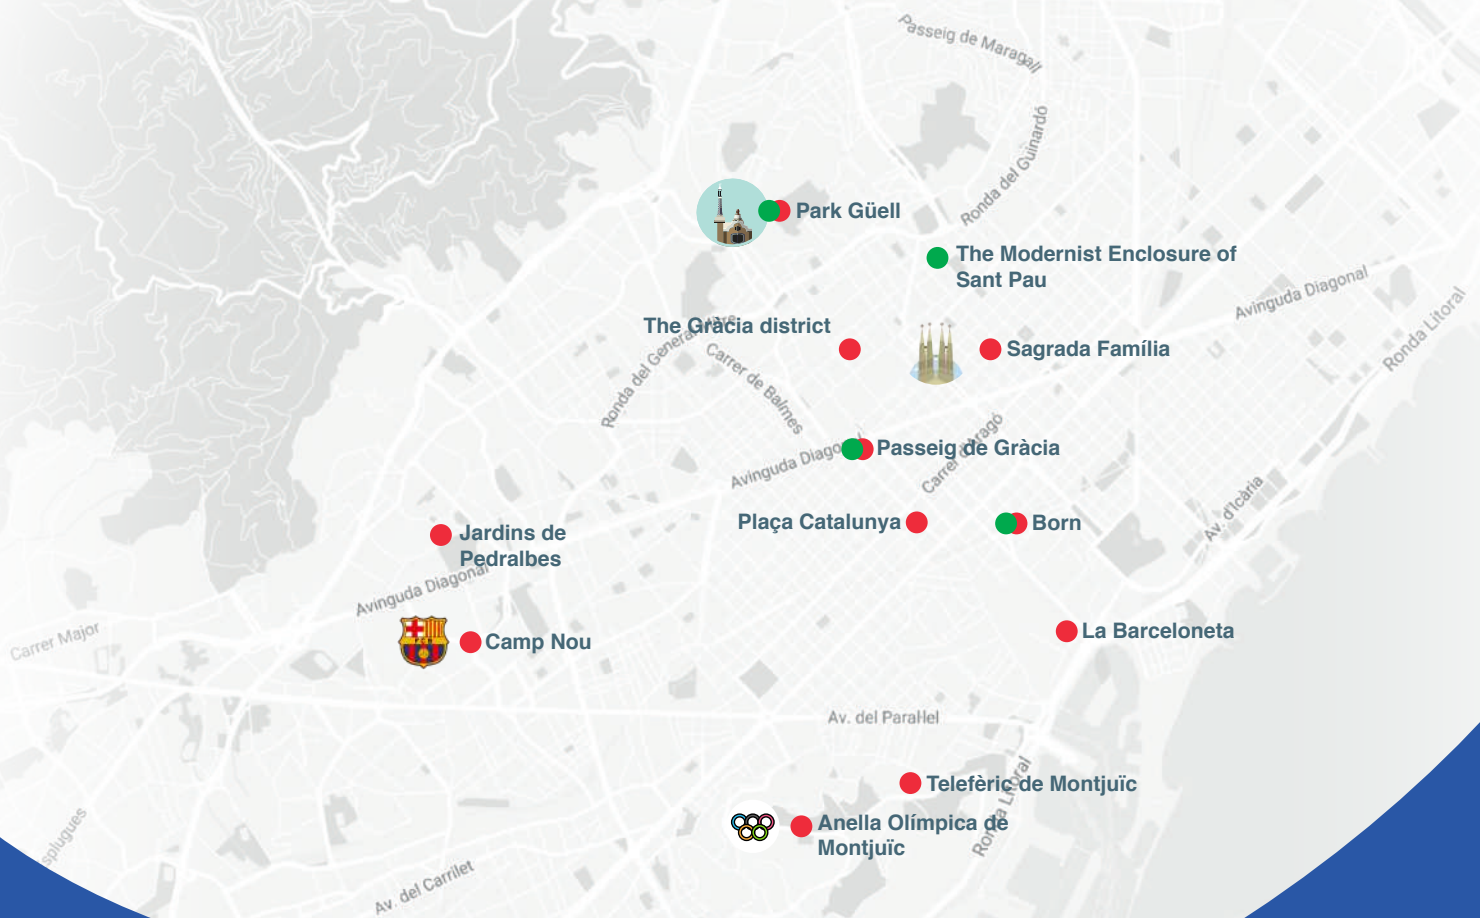 Passeig de Maragall
Ronda del Guinardó
Park Güell
The Modernist Enclosure of
Sant Pau
Avinguda Diagonal
Ronda Litoral
The Gràcia district
Ronda del General Mitre
Carrer de Balmes
Sagrada Família
Avinguda Diagonal
Passeig de Gràcia
Carrer d'Aragó
Av. d'Icària
Plaça Catalunya
Born
Jardins de
Pedralbes
Avinguda Diagonal
Carrer Major
Camp Nou
La Barceloneta
Av. del Paral·lel
Telefèric de Montjuïc
Ronda Litoral
Anella Olímpica de
Montjuïc
splugues
Av. del Carrilet